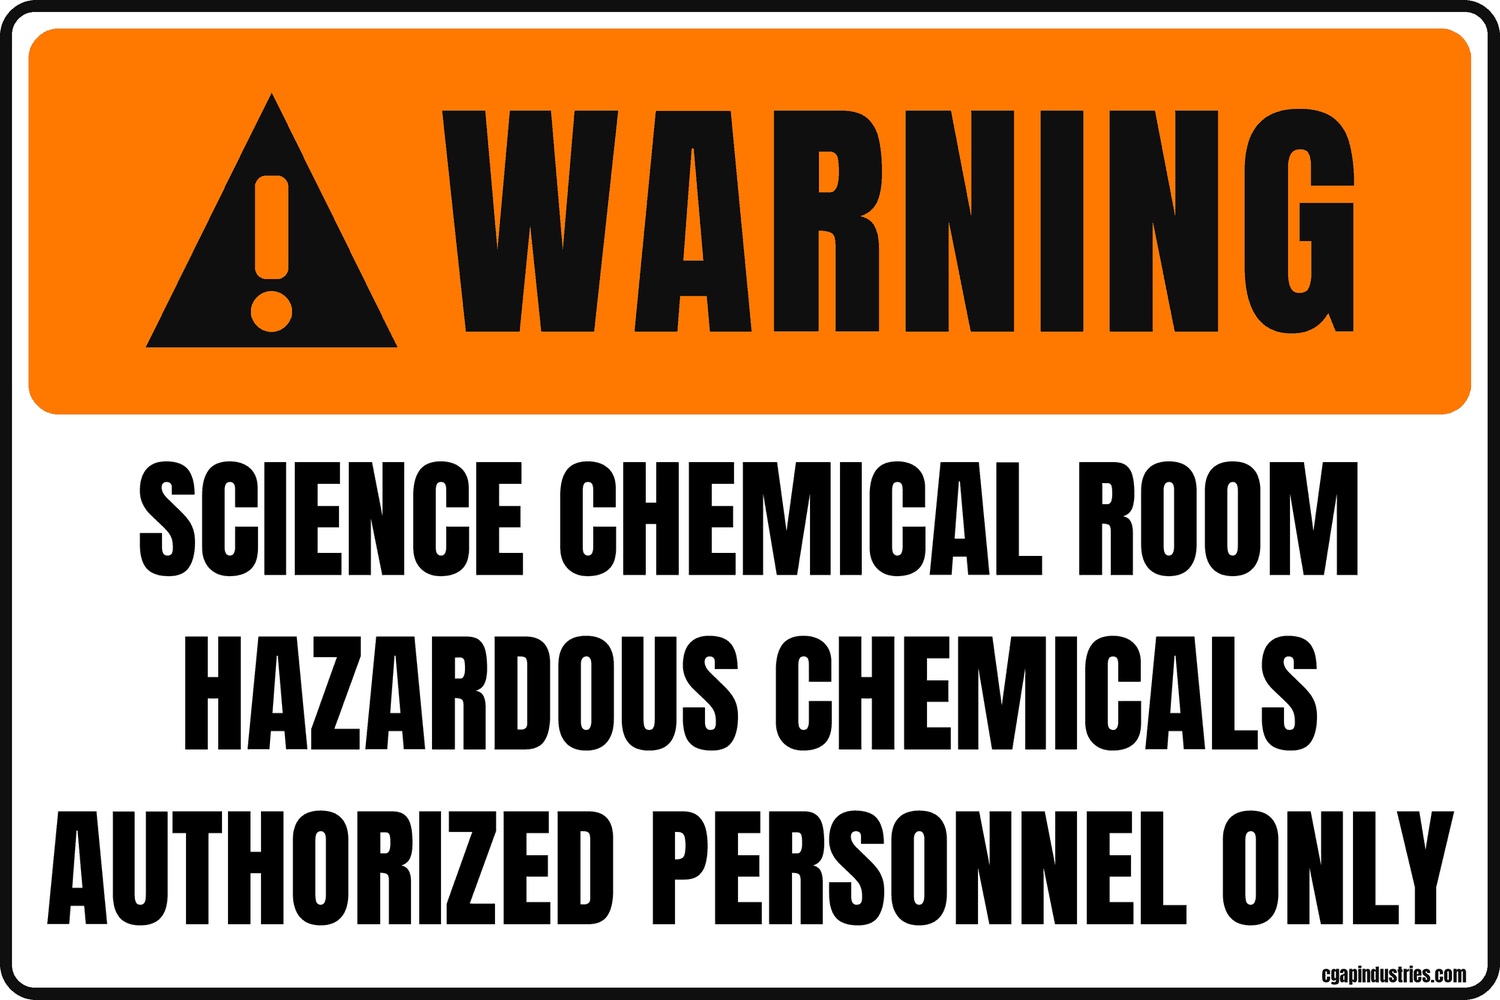 WARNING
SCIENCE CHEMICAL ROOM
HAZARDOUS CHEMICALS
AUTHORIZED PERSONNEL ONLY
cgapindustries.com